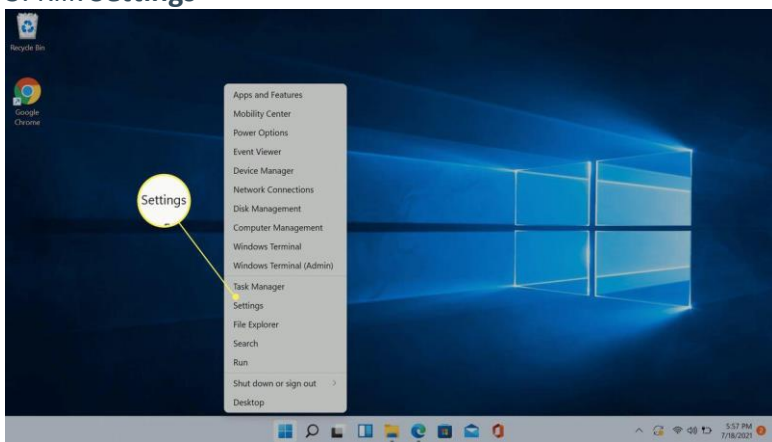 Settings
Recycle Bin
Google
Chrome
Apps and Features
Mobility Center
Power Options
Event Viewer
Device Manager
Network Connections
Disk Management
Computer Management
Windows Terminal
Windows Terminal (Admin)
Task Manager
Settings
File Explorer
Search
Run
Shut down or sign out
Desktop
Settings
5:57 PM
7/18/2021